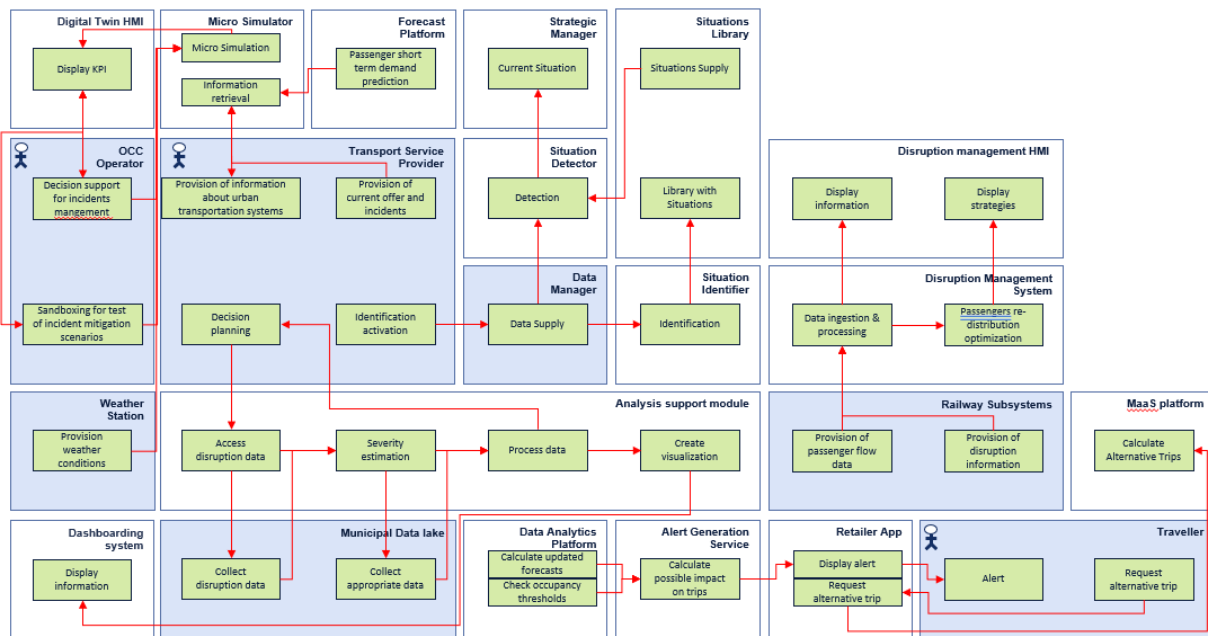 Digital Twin HMI
Display KPI
Micro Simulator
Micro Simulation
Information
retrieval
Forecast
Platform
Passenger short
term demand
prediction
Strategic
Manager
Current Situation
Situations
Library
Situations Supply
OCC
Operator
Decision support
for incidents
mangement
Transport Service
Provider
Provision of information
about urban
transportation systems
Provision of
current offer and
incidents
Situation
Detector
Detection
Library with
Situations
Disruption management HMI
Display
information
Display
strategies
Sandboxing for test
of incident mitigation
scenarios
Decision
planning
Identification
activation
Data
Manager
Data Supply
Situation
Identifier
Identification
Disruption Management
System
Data ingestion &
processing
Passengers re-
distribution
optimization
Weather
Station
Provision
weather
conditions
Analysis support module
Access
disruption data
Severity
estimation
Process data
Create
visualization
Railway Subsystems
Provision of
passenger flow
data
Provision of
disruption
information
MaaS platform
Calculate
Alternative Trips
Dashboarding
system
Display
information
Municipal Data lake
Collect
disruption data
Collect
appropriate data
Data Analytics
Platform
Calculate updated
forecasts
Check occupancy
thresholds
Alert Generation
Service
Calculate
possible impact
on trips
Retailer App
Display alert
Request
alternative trip
Traveller
Alert
Request
alternative trip